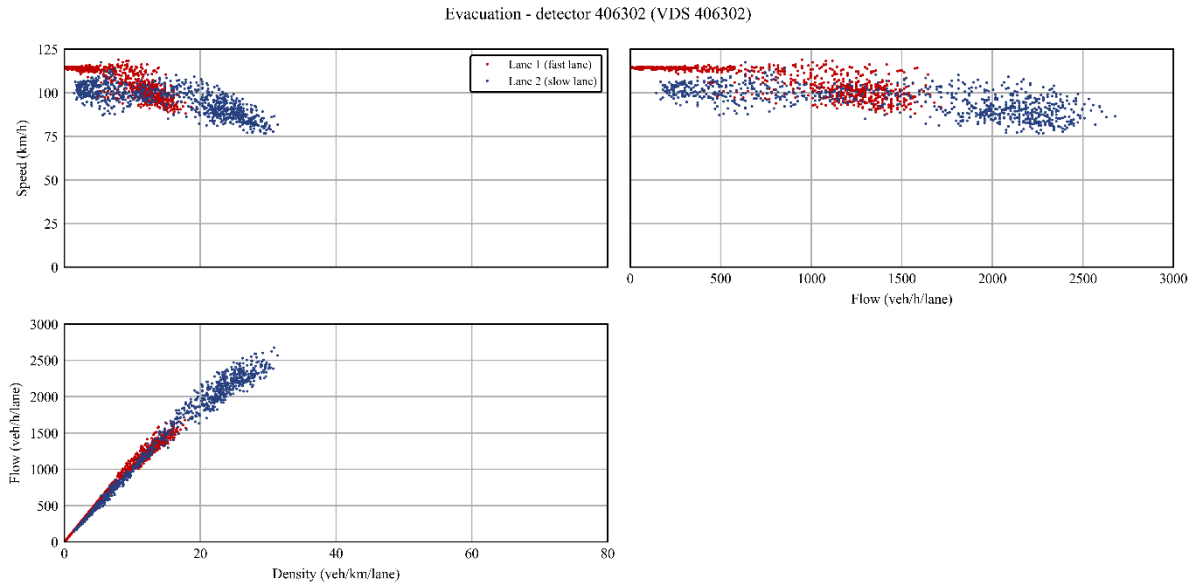 Evacuation - detector 406302 (VDS 406302)
Speed (km/h)
125
100
75
50
25
0
Lane 1 (fast lane)
Lane 2 (slow lane)
0 500 1000 1500 2000 2500 3000
Flow (veh/h/lane)
Flow (veh/h/lane)
3000
2500
2000
1500
1000
500
0
0 20 40 60 80
Density (veh/km/lane)